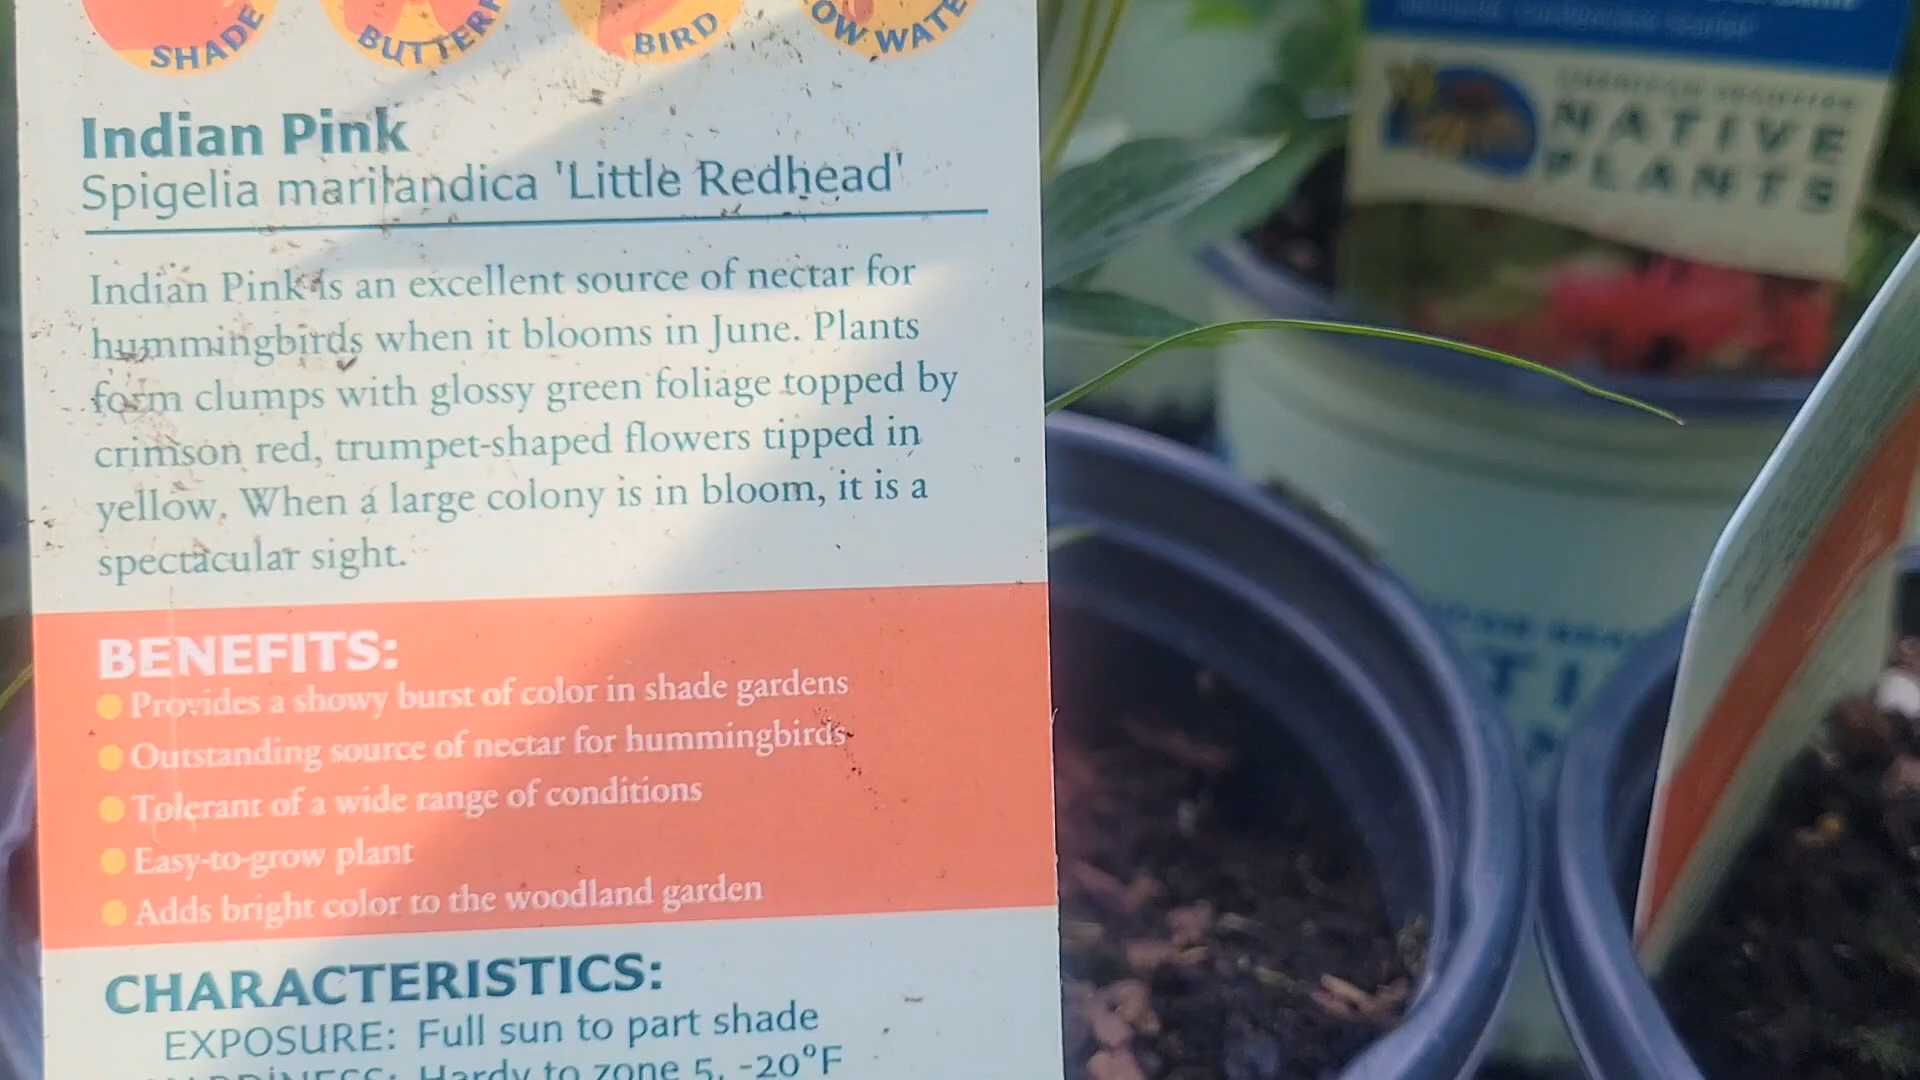 SHADE
BIRD
Indian Pink
Spigelia marilandica 'Little Redhead'
Indian Pink is an excellent source of nectar for
hummingbirds when it blooms in June. Plants
form clumps with glossy green foliage topped by
crimson red, trumpet-shaped flowers tipped in
yellow. When a large colony is in bloom, it is a
spectacular sight.
BENEFITS:
Provides a showy burst of color in shade gardens
Outstanding source of nectar for hummingbirds
Tolerant of a wide range of conditions
Easy-to-grow plant
Adds bright color to the woodland garden
CHARACTERISTICS:
EXPOSURE: Full sun to part shade
Hardy to zone 5, -20°F
NATIVE
PLANTS